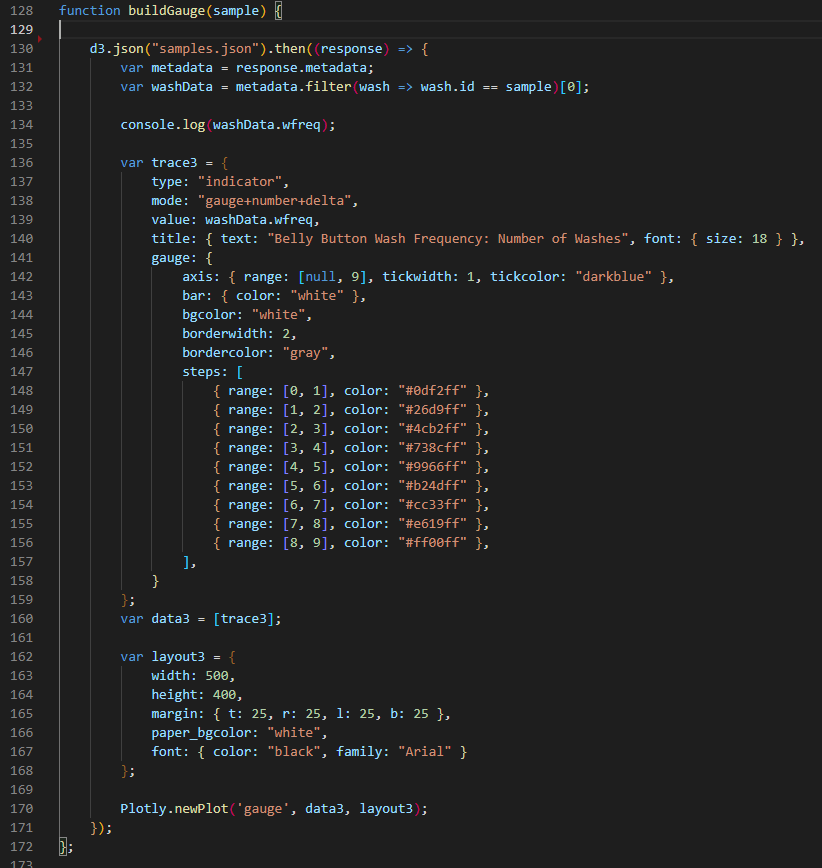 128 function buildGauge(sample) {
129
130     d3.json("samples.json").then((response) => {
131         var metadata = response.metadata;
132         var washData = metadata.filter(wash => wash.id == sample)[0];
133
134         console.log(washData.wfreq);
135
136         var trace3 = {
137             type: "indicator",
138             mode: "gauge+number+delta",
139             value: washData.wfreq,
140             title: { text: "Belly Button Wash Frequency: Number of Washes", font: { size: 18 } },
141             gauge: {
142                 axis: { range: [null, 9], tickwidth: 1, tickcolor: "darkblue" },
143                 bar: { color: "white" },
144                 bgcolor: "white",
145                 borderwidth: 2,
146                 bordercolor: "gray",
147                 steps: [
148                     { range: [0, 1], color: "#0df2ff" },
149                     { range: [1, 2], color: "#26d9ff" },
150                     { range: [2, 3], color: "#4cb2ff" },
151                     { range: [3, 4], color: "#738cff" },
152                     { range: [4, 5], color: "#9966ff" },
153                     { range: [5, 6], color: "#b24dff" },
154                     { range: [6, 7], color: "#cc33ff" },
155                     { range: [7, 8], color: "#e619ff" },
156                     { range: [8, 9], color: "#ff00ff" },
157                 ],
158             }
159         };
160         var data3 = [trace3];
161
162         var layout3 = {
163             width: 500,
164             height: 400,
165             margin: { t: 25, r: 25, l: 25, b: 25 },
166             paper_bgcolor: "white",
167             font: { color: "black", family: "Arial" }
168         };
169
170         Plotly.newPlot('gauge', data3, layout3);
171     });
172 };
173